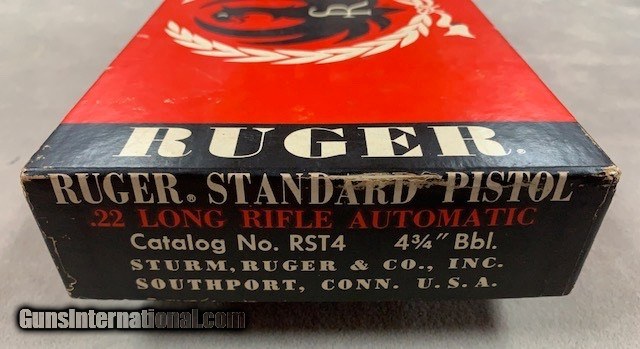 R
RUGER®
RUGER® STANDARD PISTOL
.22 LONG RIFLE AUTOMATIC
Catalog No. RST4 4¾" Bbl.
STURM, RUGER & CO., INC.
SOUTHPORT, CONN. U.S.A.
GunsInternational.com